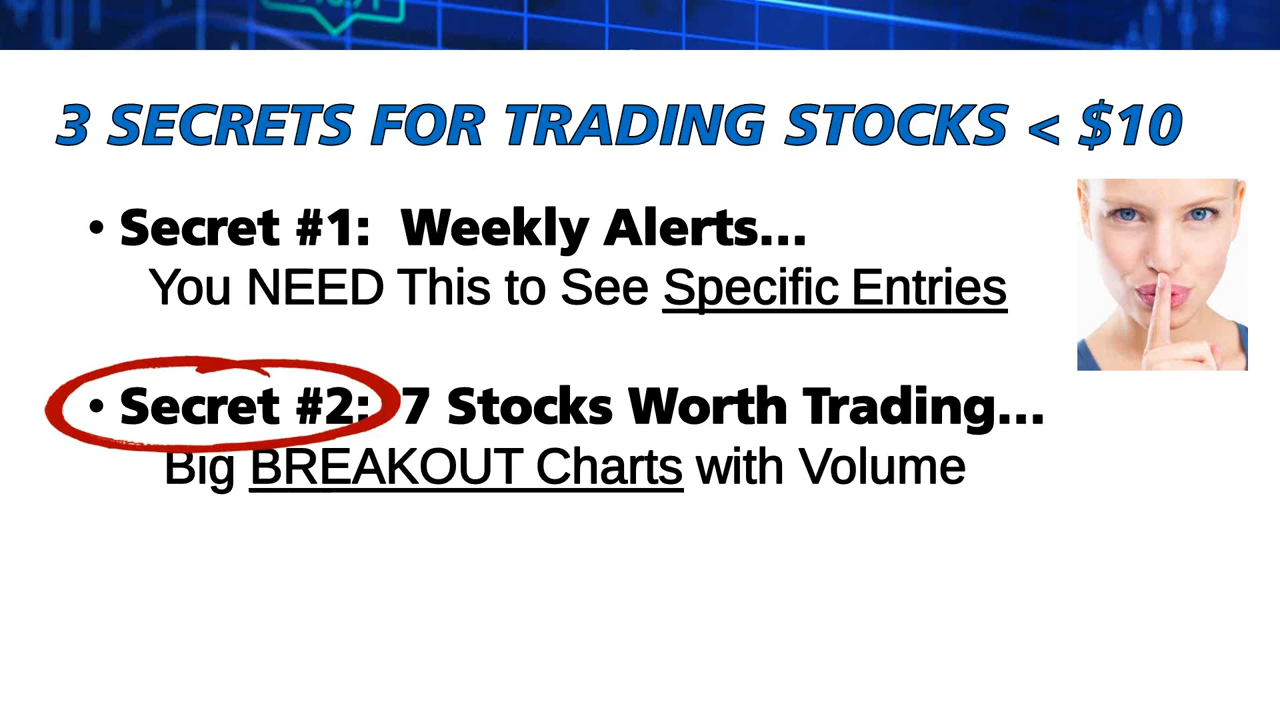 3 SECRETS FOR TRADING STOCKS < $10
• Secret #1: Weekly Alerts...
You NEED This to See Specific Entries
• Secret #2: 7 Stocks Worth Trading...
Big BREAKOUT Charts with Volume